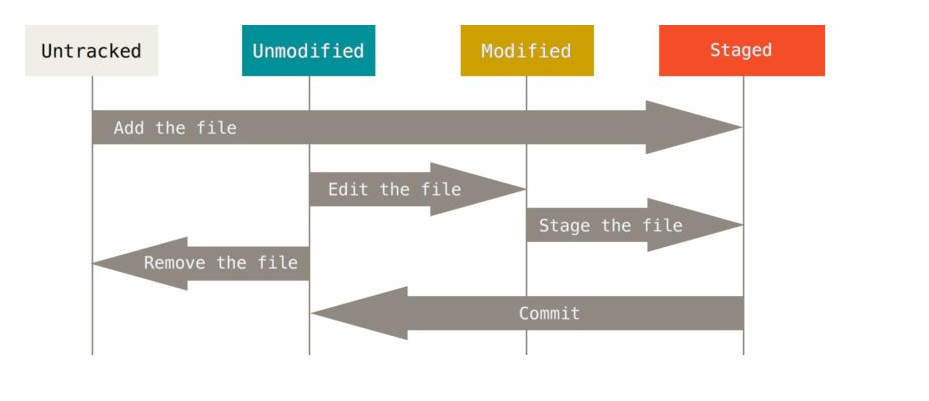 Untracked
Unmodified
Modified
Staged
Add the file
Edit the file
Stage the file
Remove the file
Commit